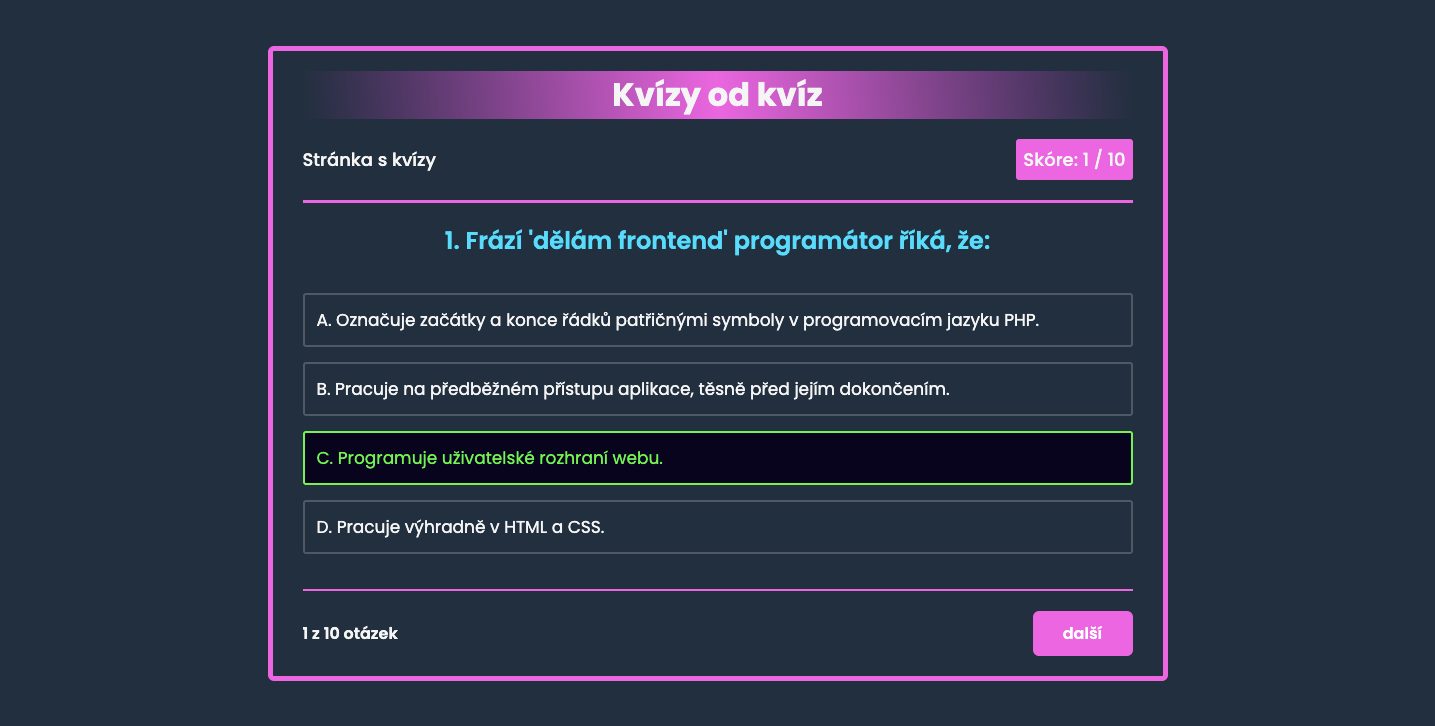 Kvízy od kvíz
Stránka s kvízy
Skóre: 1 / 10
1. Frází 'dělám frontend' programátor říká, že:
A. Označuje začátky a konce řádků patřičnými symboly v programovacím jazyku PHP.
B. Pracuje na předběžném přístupu aplikace, těsně před jejím dokončením.
C. Programuje uživatelské rozhraní webu.
D. Pracuje výhradně v HTML a CSS.
1 z 10 otázek
další